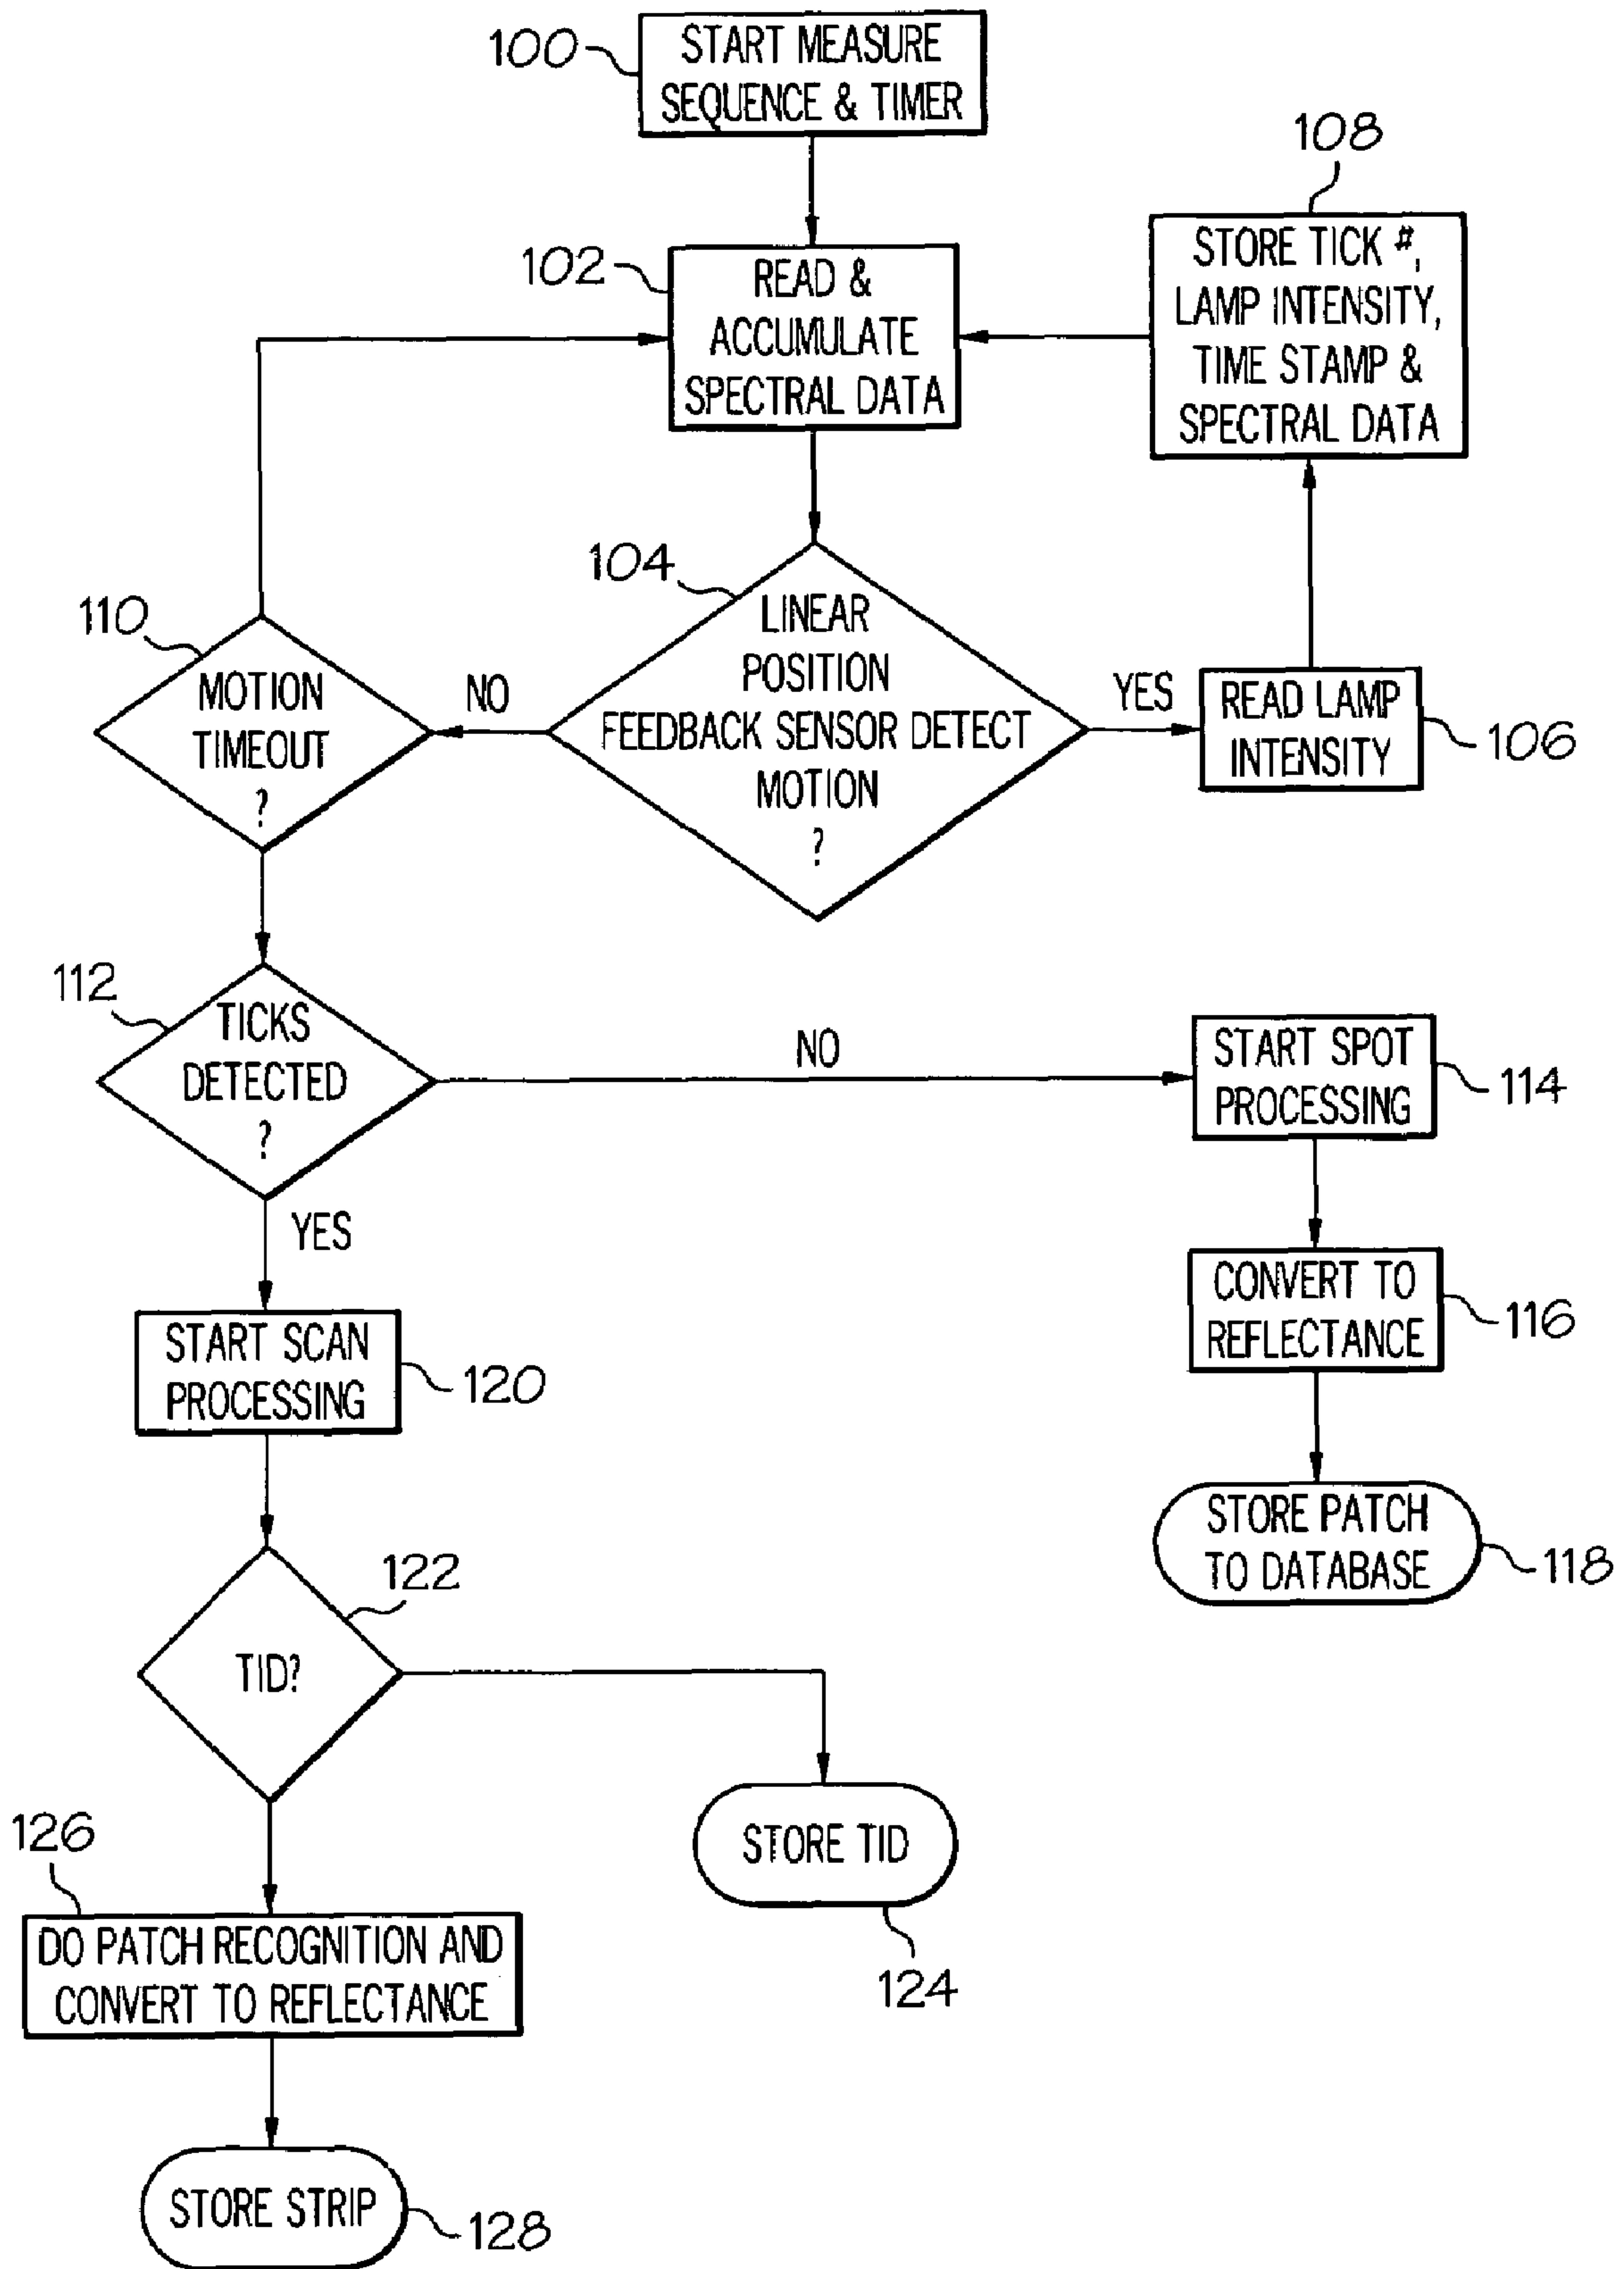 100
START MEASURE
SEQUENCE & TIMER
108
STORE TICK #,
LAMP INTENSITY,
TIME STAMP &
SPECTRAL DATA
102
READ &
ACCUMULATE
SPECTRAL DATA
104
LINEAR
POSITION
FEEDBACK SENSOR DETECT
MOTION
?
110
MOTION
TIMEOUT
?
NO
YES
READ LAMP
INTENSITY
106
112
TICKS
DETECTED
?
NO
START SPOT
PROCESSING
114
YES
CONVERT TO
REFLECTANCE
116
START SCAN
PROCESSING
120
STORE PATCH
TO DATABASE
118
122
TID?
STORE TID
124
126
DO PATCH RECOGNITION AND
CONVERT TO REFLECTANCE
STORE STRIP
128